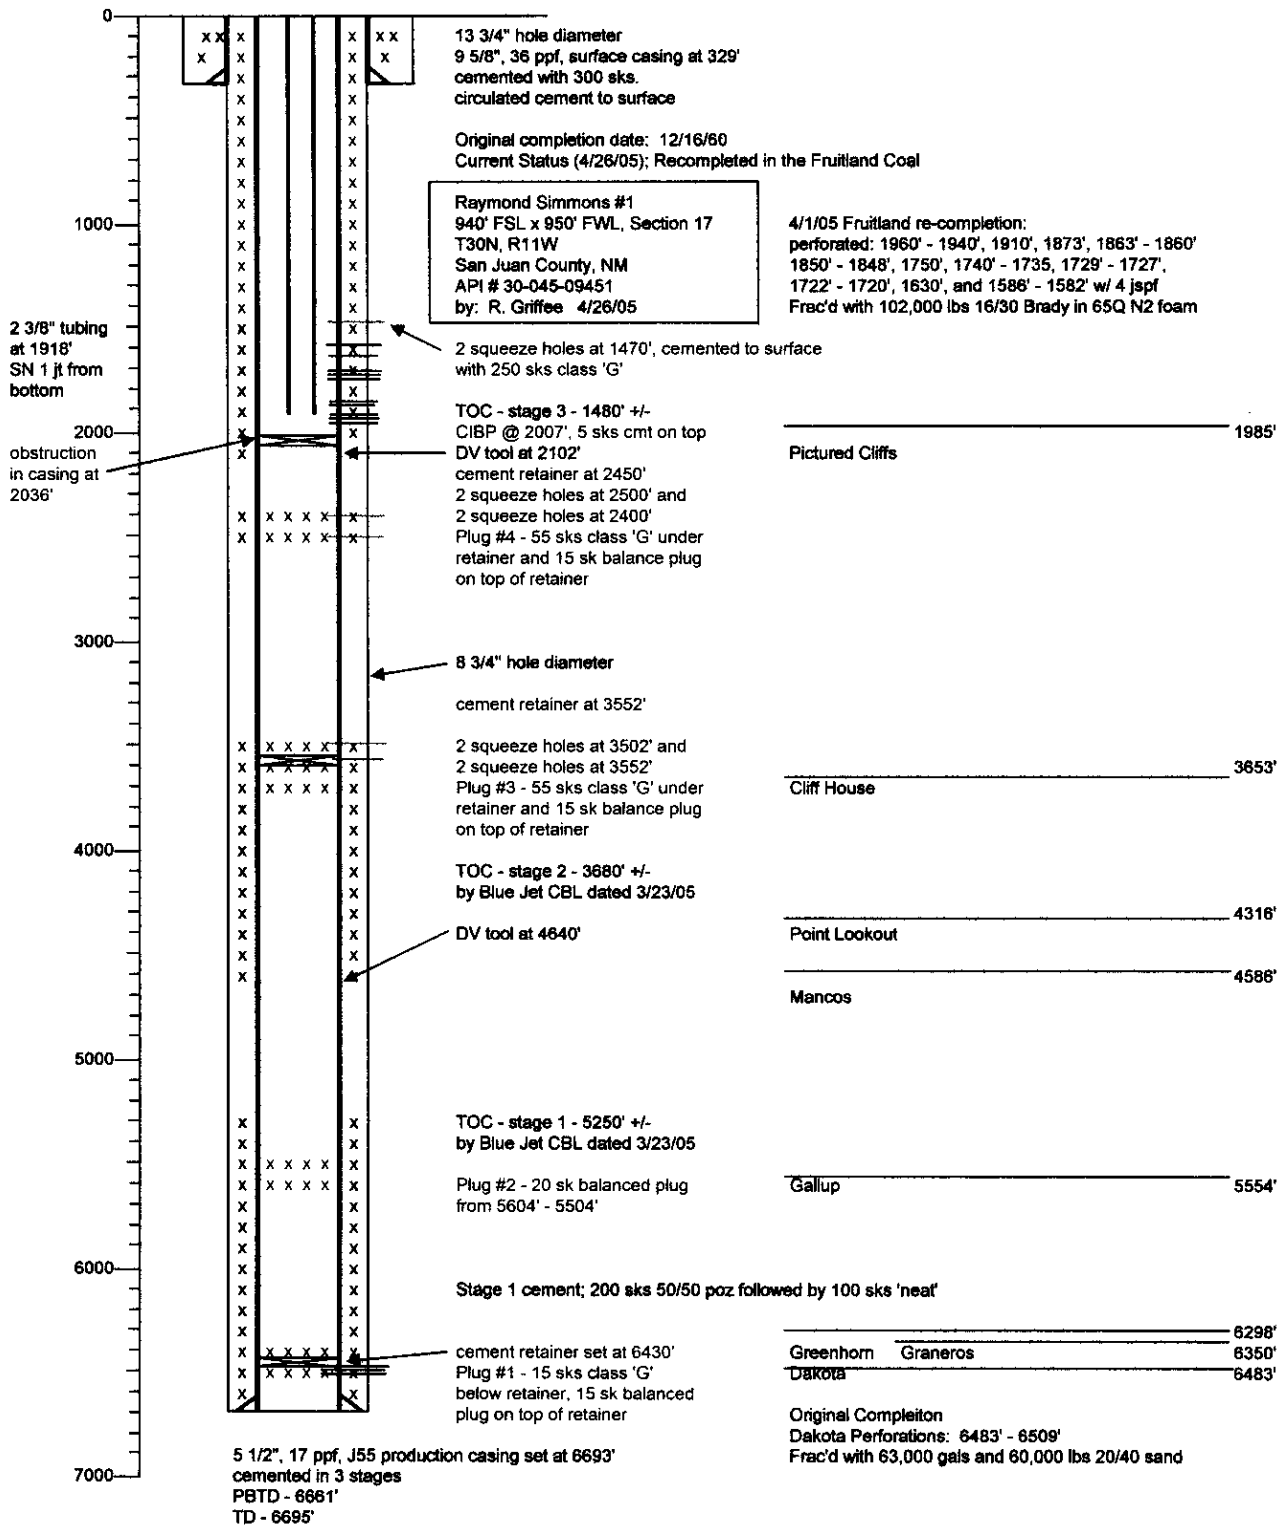 0
13 3/4" hole diameter
9 5/8", 36 ppf, surface casing at 329'
cemented with 300 sks.
circulated cement to surface
Original completion date: 12/16/60
Current Status (4/26/05); Recompleted in the Fruitland Coal
Raymond Simmons #1
940' FSL x 950' FWL, Section 17
T30N, R11W
San Juan County, NM
API # 30-045-09451
by: R. Griffee 4/26/05
4/1/05 Fruitland re-completion:
perforated: 1960' - 1940', 1910', 1873', 1863' - 1860'
1850' - 1848', 1750', 1740' - 1735, 1729' - 1727',
1722' - 1720', 1630', and 1586' - 1582' w/ 4 jspf
Frac'd with 102,000 lbs 16/30 Brady in 65Q N2 foam
1000
2 3/8" tubing
at 1918'
SN 1 jt from
bottom
2 squeeze holes at 1470', cemented to surface
with 250 sks class 'G'
TOC - stage 3 - 1480' +/-
CIBP @ 2007', 5 sks cmt on top
DV tool at 2102'
cement retainer at 2450'
2 squeeze holes at 2500' and
2 squeeze holes at 2400'
Plug #4 - 55 sks class 'G' under
retainer and 15 sk balance plug
on top of retainer
2000
obstruction
in casing at
2036'
1985'
Pictured Cliffs
3000
8 3/4" hole diameter
cement retainer at 3552'
2 squeeze holes at 3502' and
2 squeeze holes at 3552'
Plug #3 - 55 sks class 'G' under
retainer and 15 sk balance plug
on top of retainer
3653'
Cliff House
4000
TOC - stage 2 - 3680' +/-
by Blue Jet CBL dated 3/23/05
DV tool at 4640'
4316'
Point Lookout
4586'
Mancos
5000
TOC - stage 1 - 5250' +/-
by Blue Jet CBL dated 3/23/05
Plug #2 - 20 sk balanced plug
from 5604' - 5504'
Gallup
5554'
6000
Stage 1 cement; 200 sks 50/50 poz followed by 100 sks 'neat'
cement retainer set at 6430'
Plug #1 - 15 sks class 'G'
below retainer, 15 sk balanced
plug on top of retainer
6298'
Greenhorn Graneros 6350'
Dakota 6483'
Original Compleiton
Dakota Perforations: 6483' - 6509'
Frac'd with 63,000 gals and 60,000 lbs 20/40 sand
7000
5 1/2", 17 ppf, J55 production casing set at 6693'
cemented in 3 stages
PBTD - 6661'
TD - 6695'